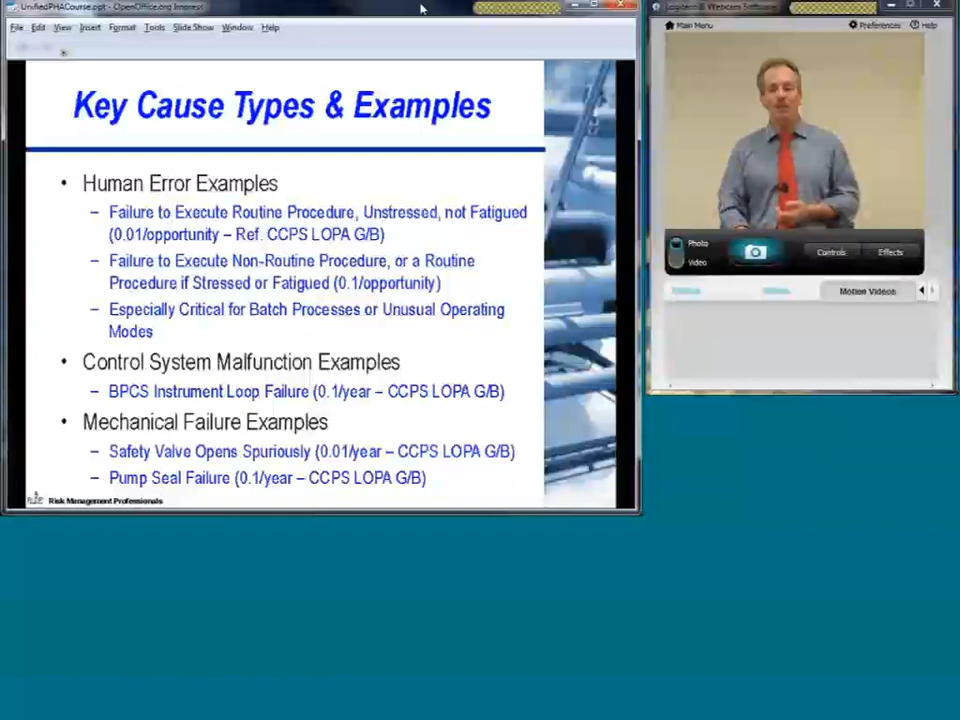 UnifiedPHACourse.ppt - OpenOffice.org Impress
File Edit View Insert Format Tools Slide Show Window Help
Key Cause Types & Examples
• Human Error Examples
– Failure to Execute Routine Procedure, Unstressed, not Fatigued
(0.01/opportunity – Ref. CCPS LOPA G/B)
– Failure to Execute Non-Routine Procedure, or a Routine
Procedure if Stressed or Fatigued (0.1/opportunity)
– Especially Critical for Batch Processes or Unusual Operating
Modes
• Control System Malfunction Examples
– BPCS Instrument Loop Failure (0.1/year – CCPS LOPA G/B)
• Mechanical Failure Examples
– Safety Valve Opens Spuriously (0.01/year – CCPS LOPA G/B)
– Pump Seal Failure (0.1/year – CCPS LOPA G/B)
Risk Management Professionals
Logitech® Webcam Software
Main Menu Preferences Help
Photo
Video
Controls Effects
Motion Videos